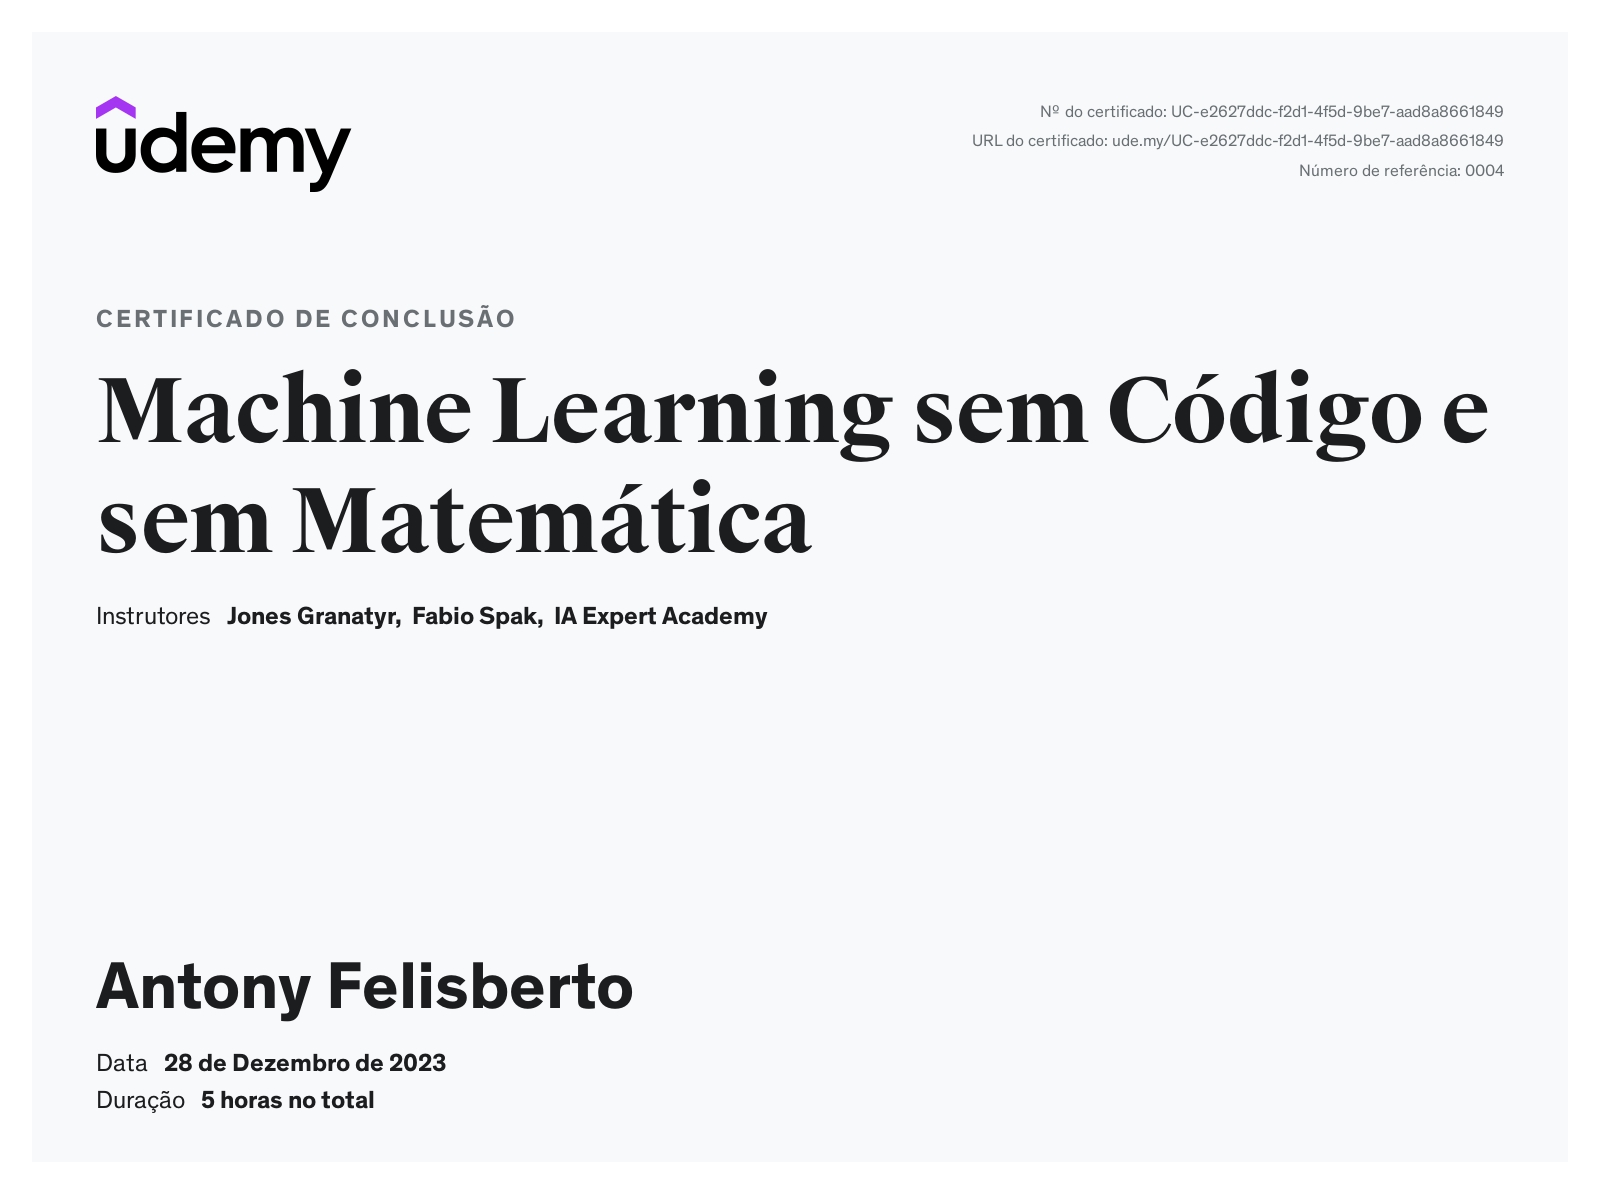 udemy
Nº do certificado: UC-e2627ddc-f2d1-4f5d-9be7-aad8a8661849
URL do certificado: ude.my/UC-e2627ddc-f2d1-4f5d-9be7-aad8a8661849
Número de referência: 0004
CERTIFICADO DE CONCLUSÃO
Machine Learning sem Código e
sem Matemática
Instrutores Jones Granatyr, Fabio Spak, IA Expert Academy
Antony Felisberto
Data 28 de Dezembro de 2023
Duração 5 horas no total